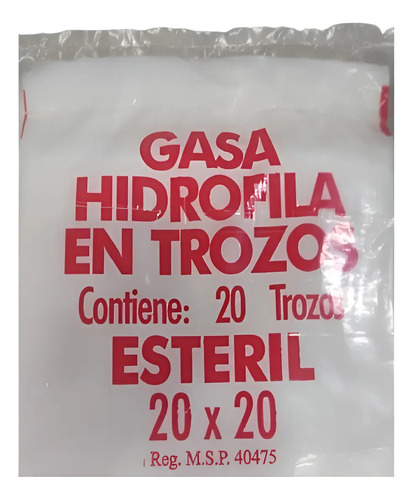 GASA
HIDROFILA
EN TROZOS
Contiene: 20 Trozos
ESTERIL
20 x 20
Reg. M.S.P. 40475